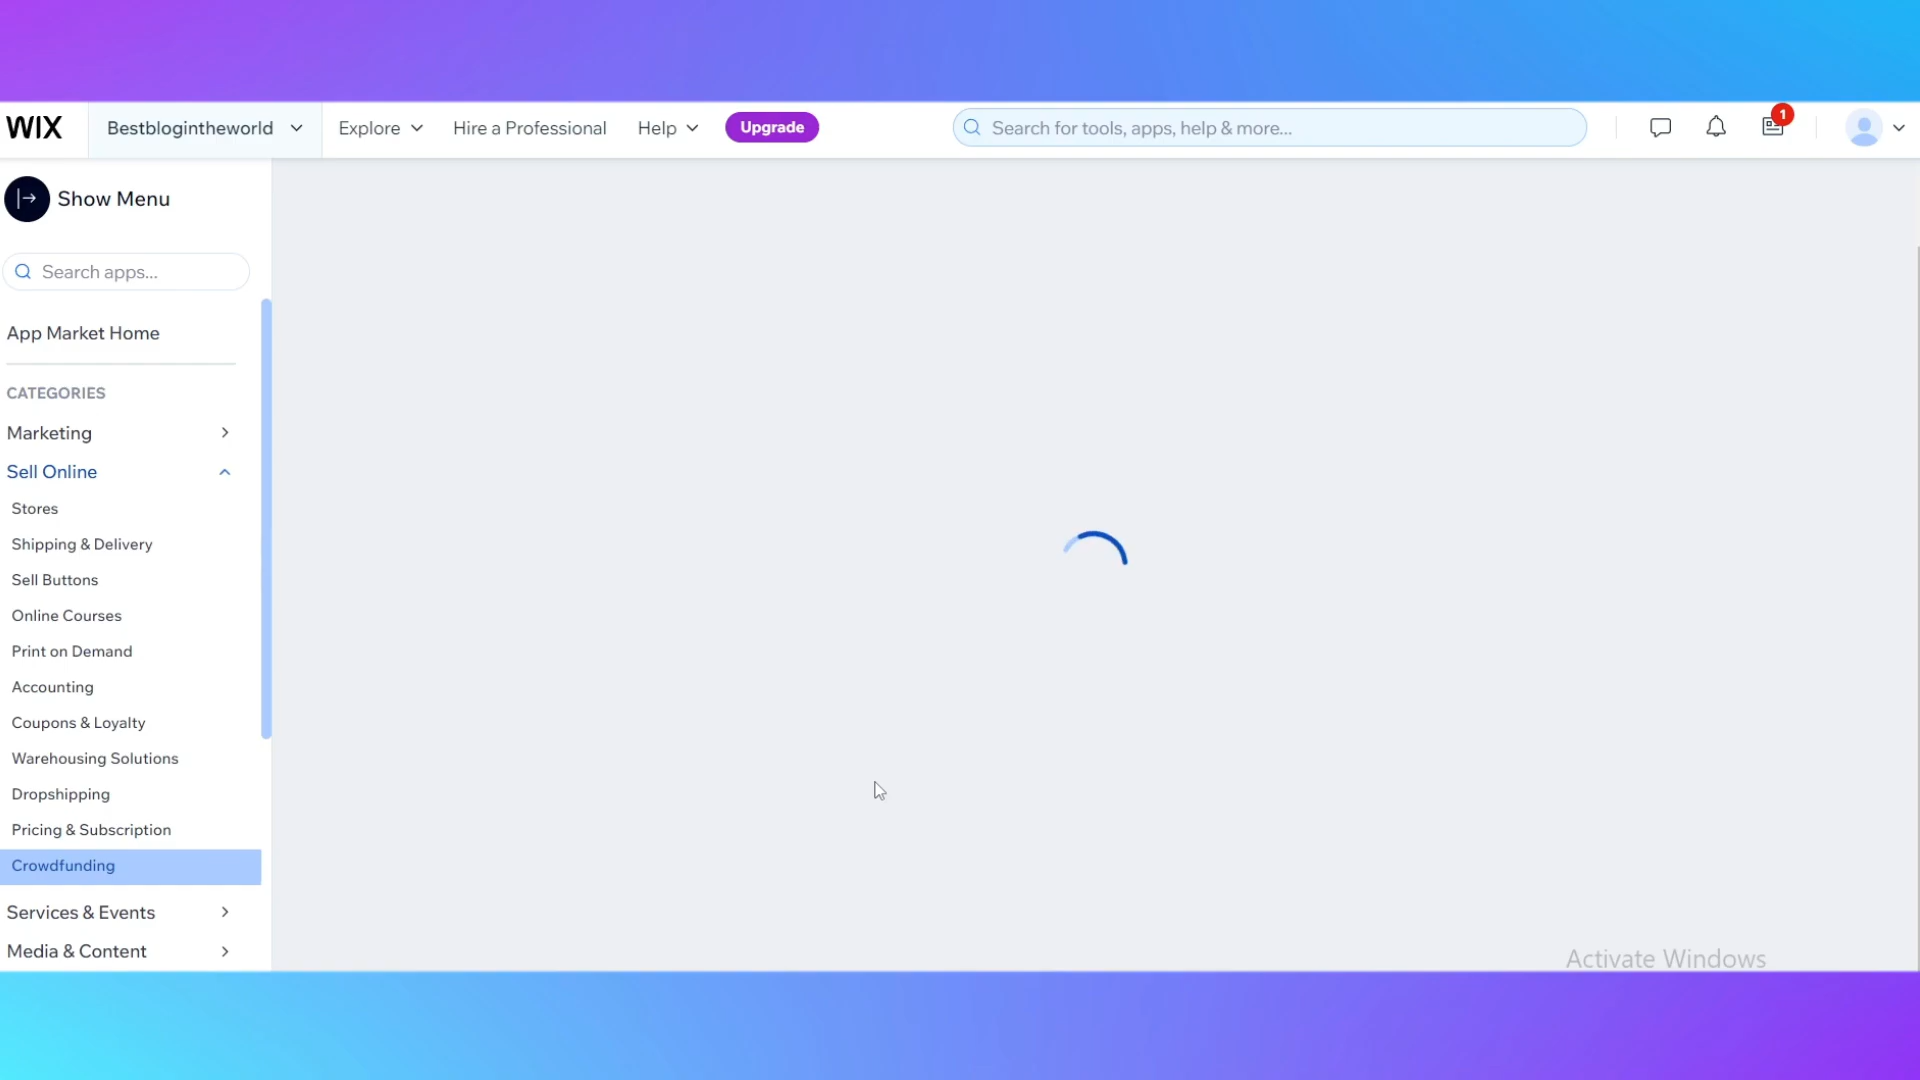 WIX
Bestblogintheworld
Explore
Hire a Professional
Help
Upgrade
Search for tools, apps, help & more...
1
Show Menu
Search apps...
App Market Home
CATEGORIES
Marketing
Sell Online
Stores
Shipping & Delivery
Sell Buttons
Online Courses
Print on Demand
Accounting
Coupons & Loyalty
Warehousing Solutions
Dropshipping
Pricing & Subscription
Crowdfunding
Services & Events
Media & Content
Activate Windows